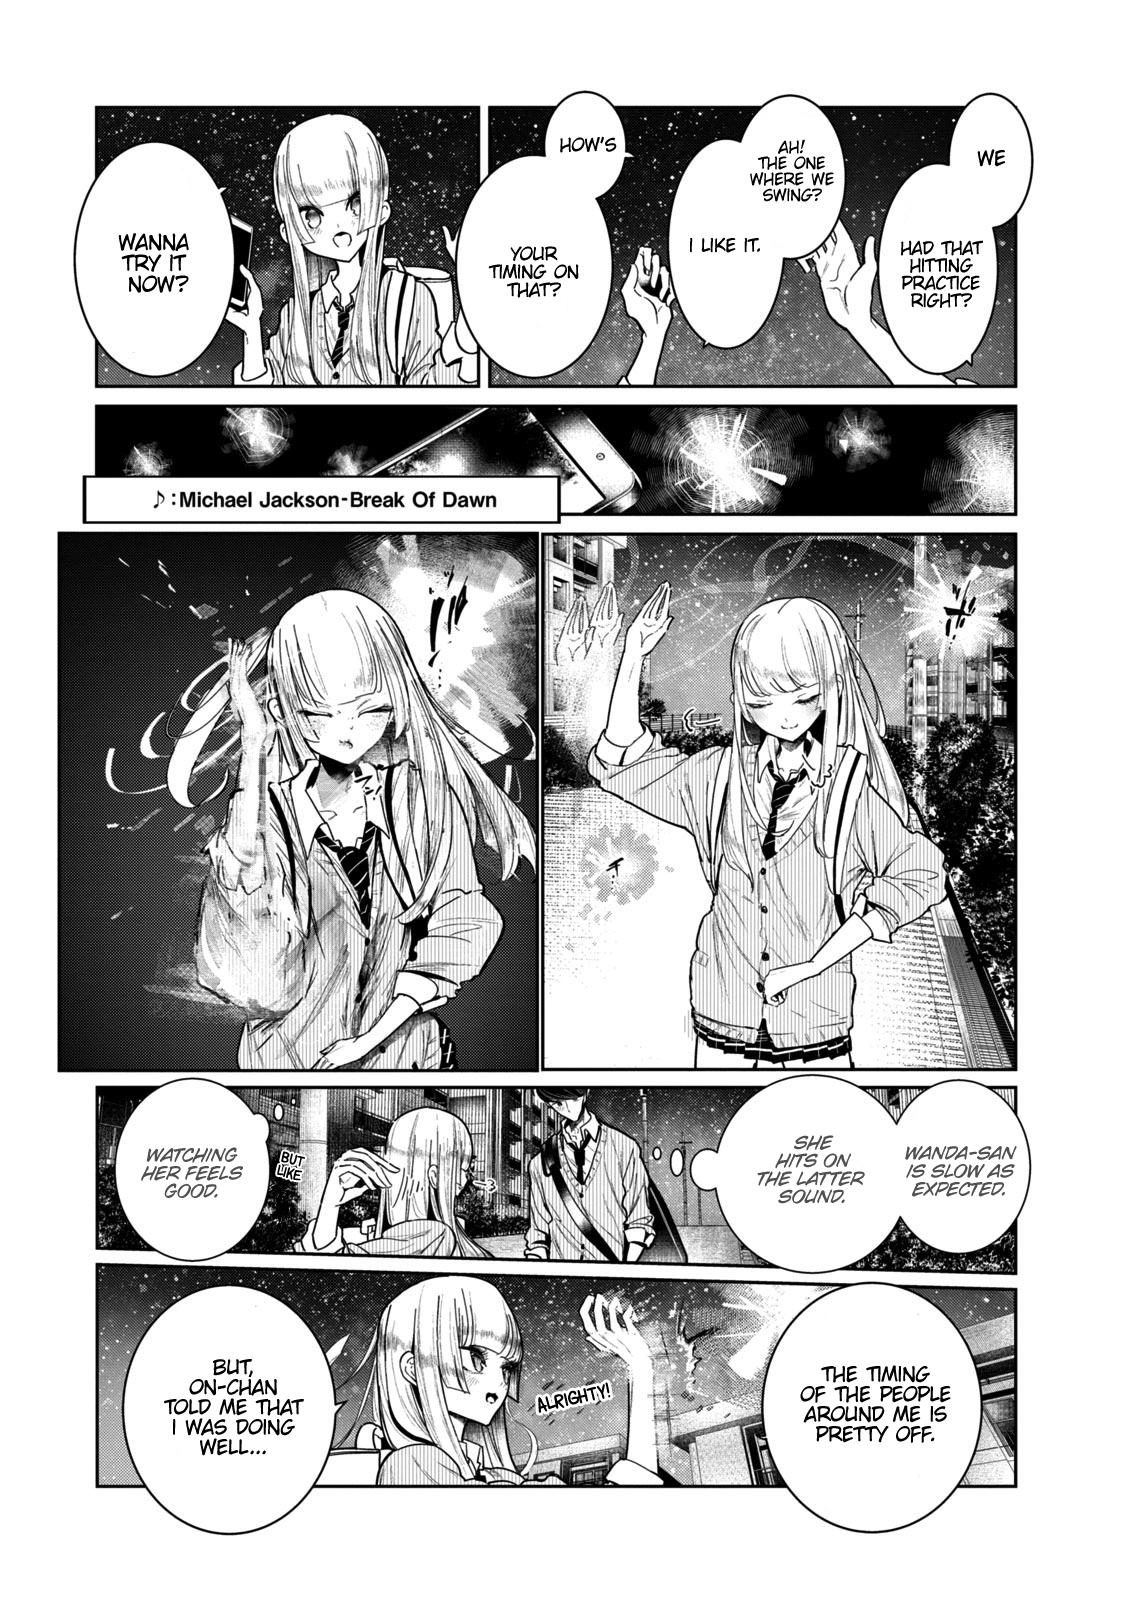 WE
HAD THAT
HITTING
PRACTICE
RIGHT?
AH!
THE ONE
WHERE WE
SWING?
I LIKE IT.
HOW'S
YOUR
TIMING ON
THAT?
WANNA
TRY IT
NOW?
♪:Michael Jackson-Break Of Dawn
WANDA-SAN
IS SLOW AS
EXPECTED.
SHE
HITS ON
THE LATTER
SOUND.
BUT
LIKE
WATCHING
HER FEELS
GOOD.
THE TIMING
OF THE PEOPLE
AROUND ME IS
PRETTY OFF.
ALRIGHTY!
BUT,
ON-CHAN
TOLD ME THAT
I WAS DOING
WELL...